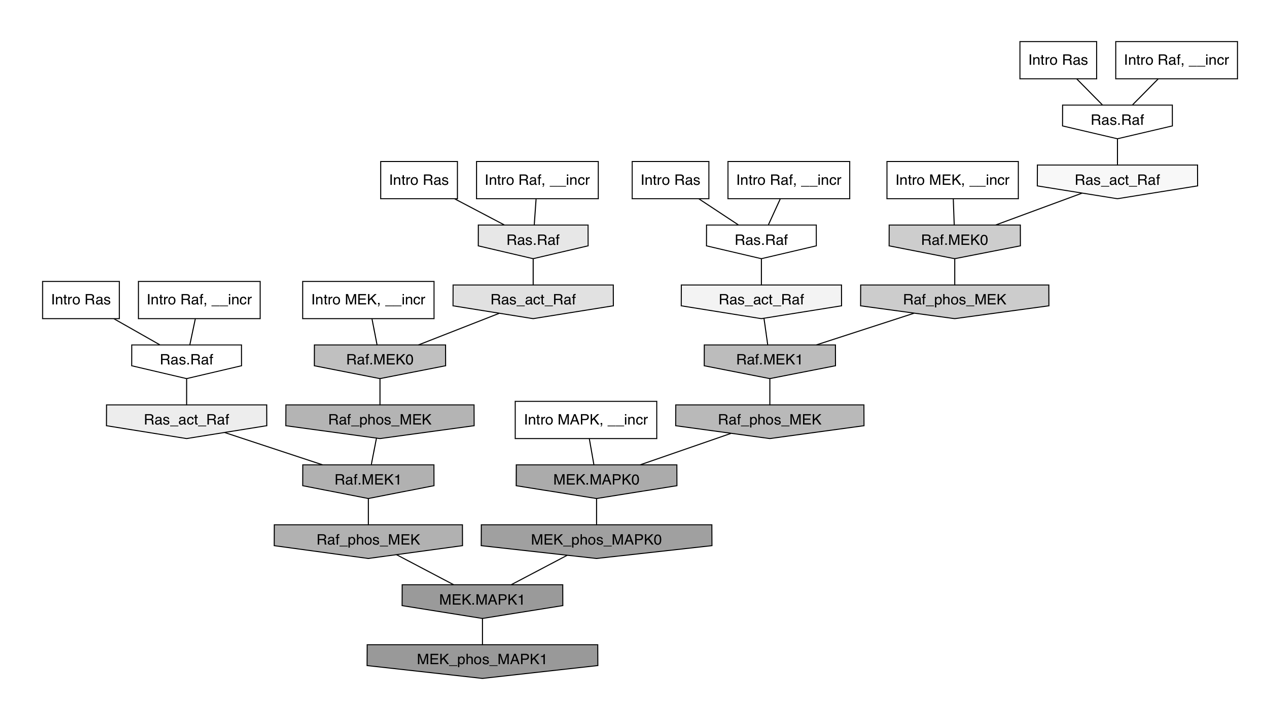 Intro Ras
Intro Raf, __incr
Ras.Raf
Intro Ras
Intro Raf, __incr
Intro Ras
Intro Raf, __incr
Intro MEK, __incr
Ras_act_Raf
Ras.Raf
Ras.Raf
Raf.MEK0
Intro Ras
Intro Raf, __incr
Intro MEK, __incr
Ras_act_Raf
Ras_act_Raf
Raf_phos_MEK
Ras.Raf
Raf.MEK0
Raf.MEK1
Ras_act_Raf
Raf_phos_MEK
Intro MAPK, __incr
Raf_phos_MEK
Raf.MEK1
MEK.MAPK0
Raf_phos_MEK
MEK_phos_MAPK0
MEK.MAPK1
MEK_phos_MAPK1